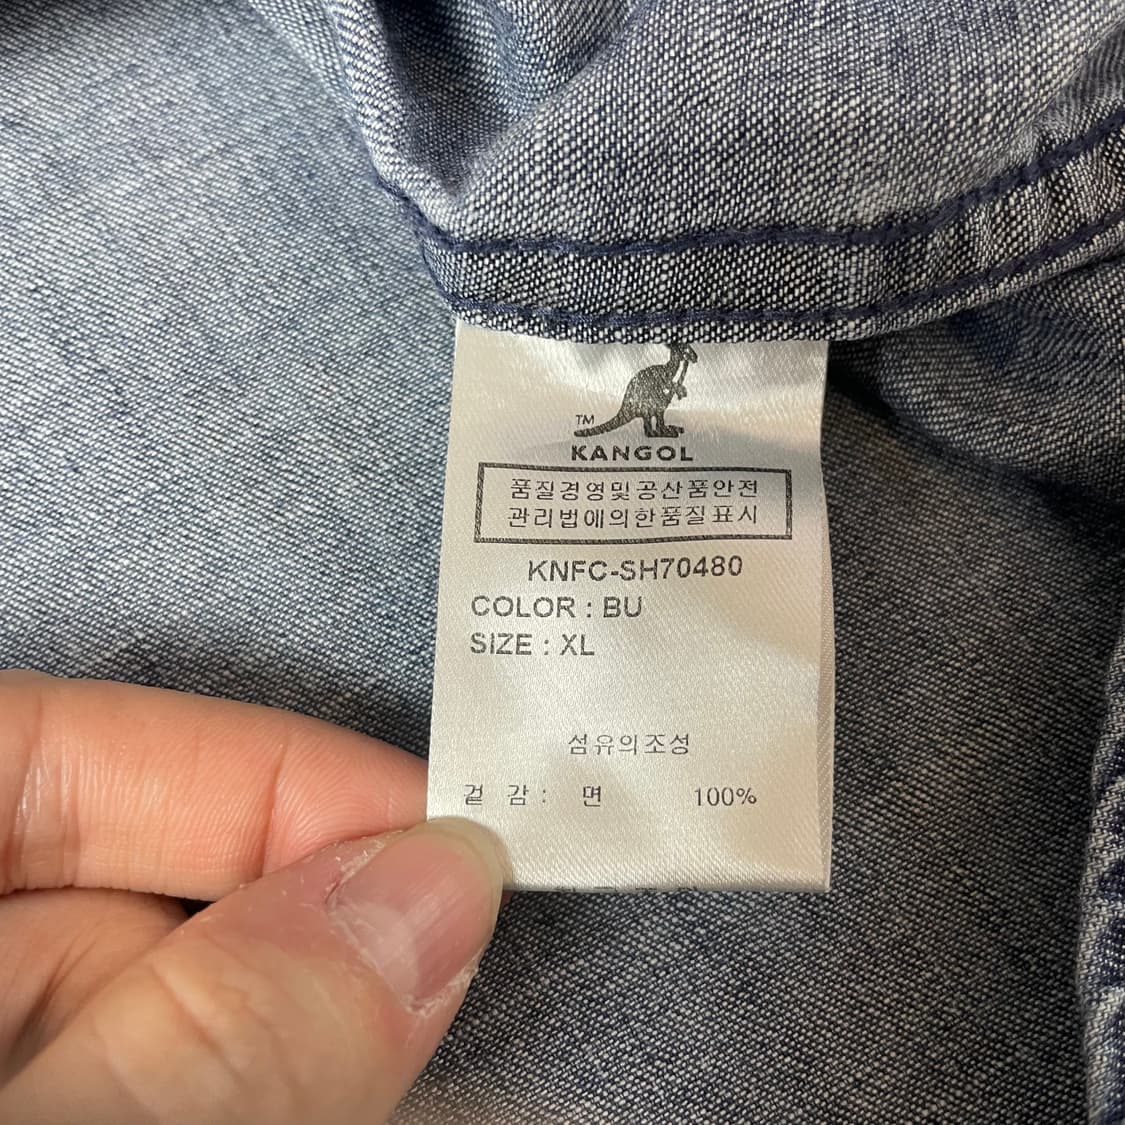 TM
KANGOL
품질경영및공산품안전
관리법에의한품질표시
KNFC-SH70480
COLOR : BU
SIZE : XL
섬유의조성
겉 감 : 면 100%